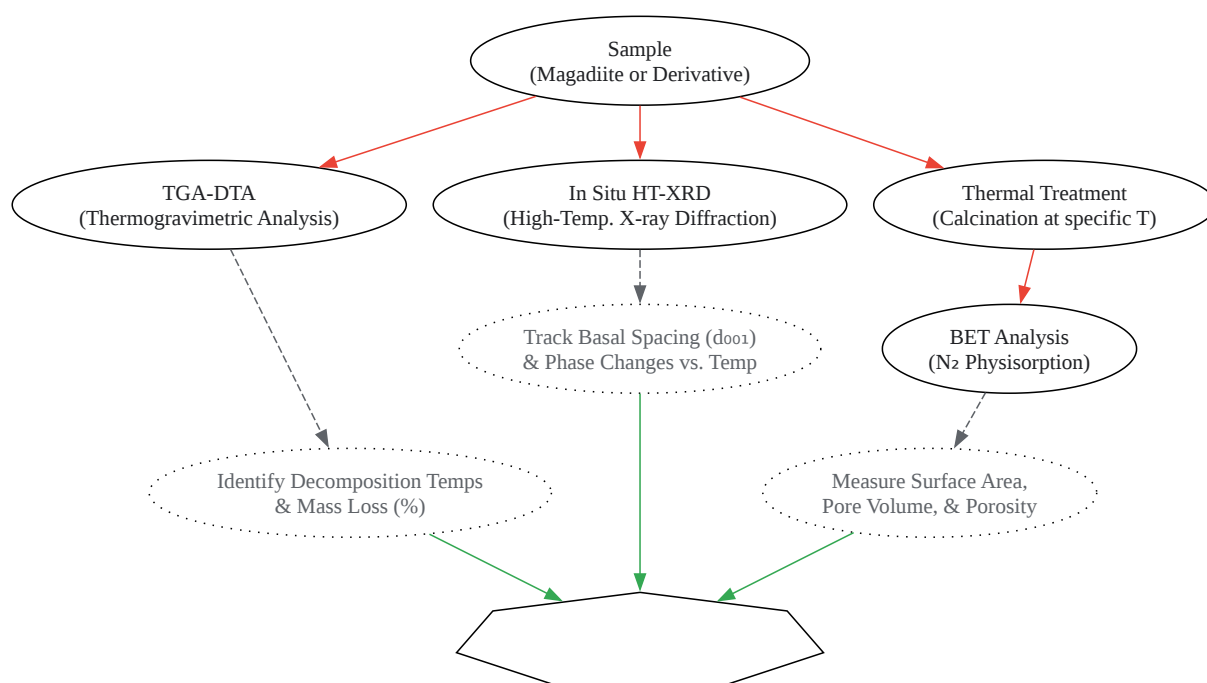 Sample
(Magadiite or Derivative)
TGA-DTA
(Thermogravimetric Analysis)
In Situ HT-XRD
(High-Temp. X-ray Diffraction)
Thermal Treatment
(Calcination at specific T)
Track Basal Spacing (d₀₀₁)
& Phase Changes vs. Temp
BET Analysis
(N₂ Physisorption)
Identify Decomposition Temps
& Mass Loss (%)
Measure Surface Area,
Pore Volume, & Porosity